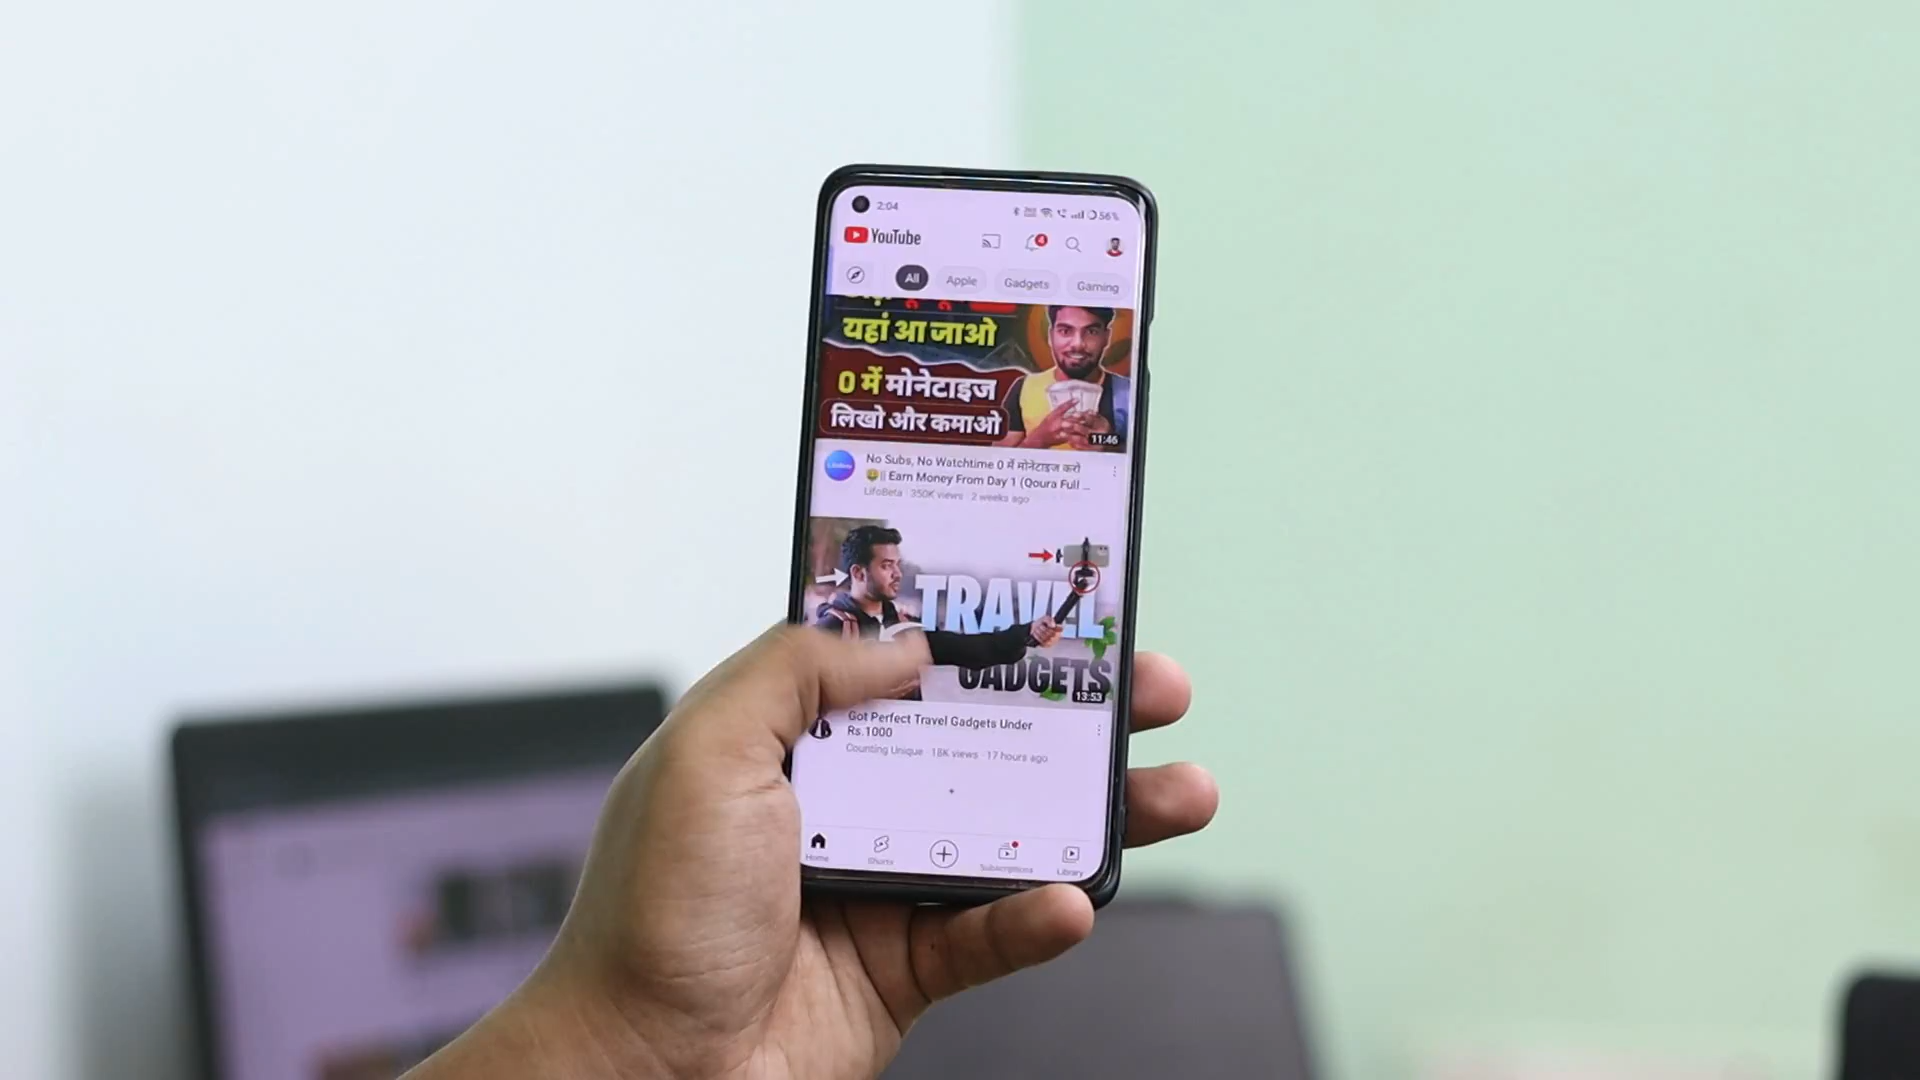 2:04
56%
YouTube
4
All Apple Gadgets Gaming
यहां आ जाओ
0 में मोनेटाइज
लिखो और कमाओ
11:46
No Subs, No Watchtime 0 में मोनेटाइज करो
|| Earn Money From Day 1 (Qoura Full ...
LifoBeta · 350K views · 2 weeks ago
TRAVEL
GADGETS
13:53
Got Perfect Travel Gadgets Under
Rs.1000
Counting Unique · 18K views · 17 hours ago
Home Shorts Subscriptions Library